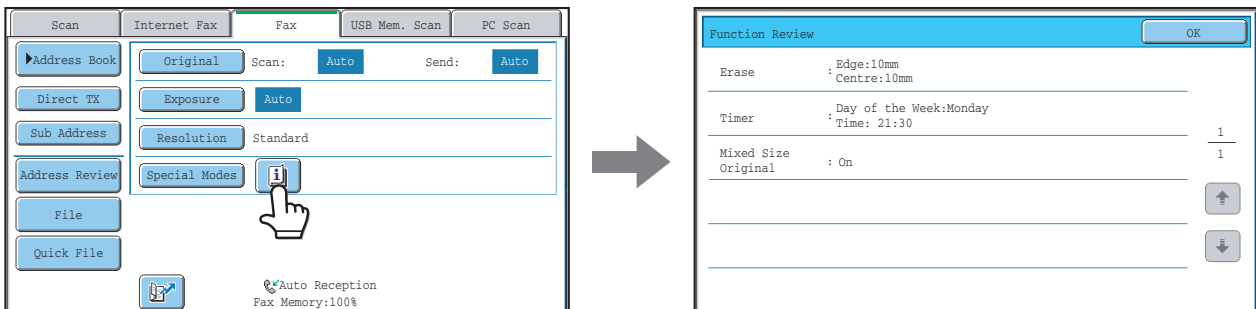 Scan Internet Fax Fax USB Mem. Scan PC Scan
Address Book Original Scan: Auto Send: Auto
Direct TX Exposure Auto
Sub Address Resolution Standard
Address Review Special Modes
File
Quick File
Auto Reception
Fax Memory:100%
Function Review OK
Erase :Edge:10mm
Centre:10mm
Timer :Day of the Week:Monday
Time: 21:30
1
Mixed Size
Original : On
1